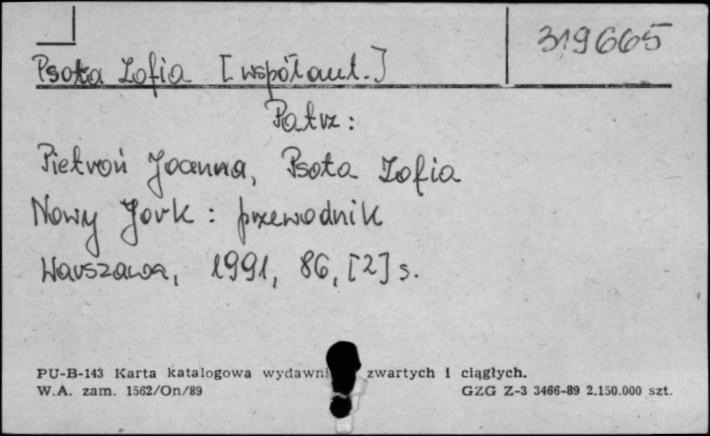 319665
Psota Zofia [współaut.]
Patrz:
Pietroń Joanna, Psota Zofia
Nowy Jork : przewodnik
Warszawa, 1991, 86, [2] s.
PU-B-143 Karta katalogowa wydawni zwartych i ciągłych.
W.A. zam. 1562/On/89 GZG Z-3 3466-89 2.150.000 szt.